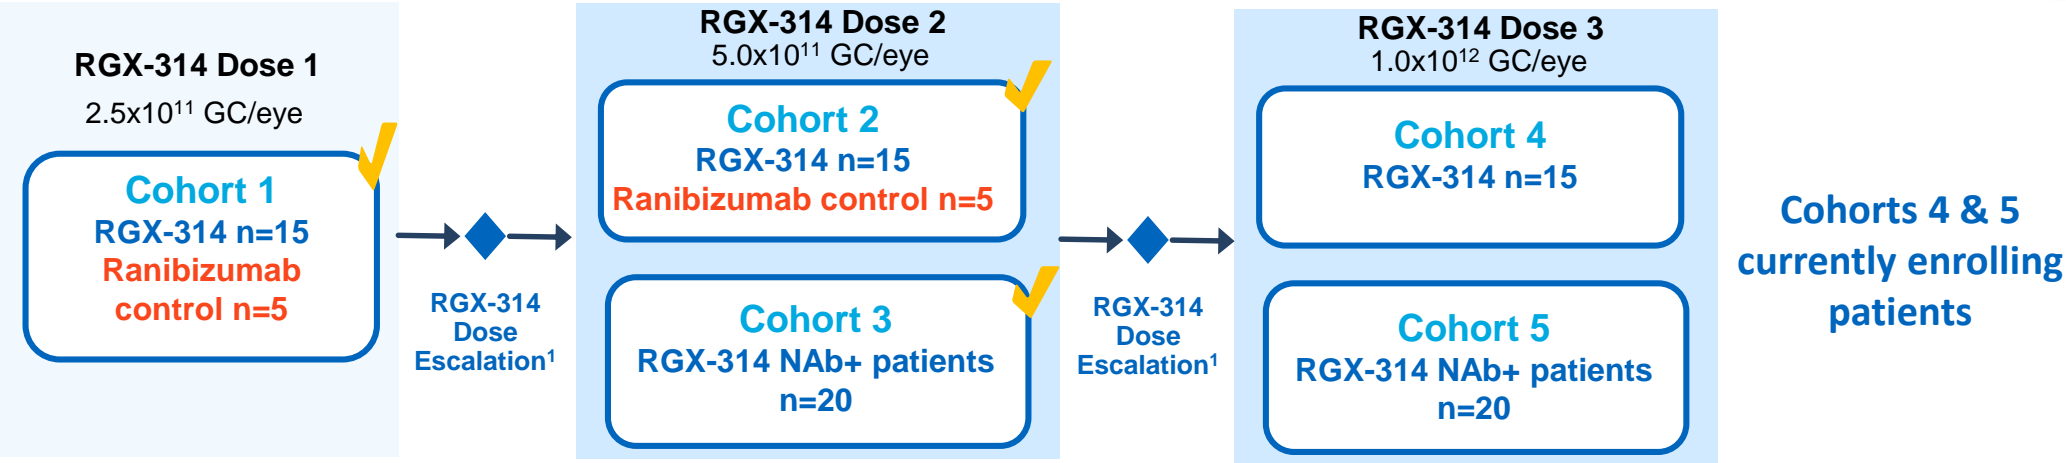 RGX-314 Dose 1
2.5x10¹¹ GC/eye
Cohort 1
RGX-314 n=15
Ranibizumab
control n=5
RGX-314
Dose
Escalation¹
RGX-314 Dose 2
5.0x10¹¹ GC/eye
Cohort 2
RGX-314 n=15
Ranibizumab control n=5
Cohort 3
RGX-314 NAb+ patients
n=20
RGX-314
Dose
Escalation¹
RGX-314 Dose 3
1.0x10¹² GC/eye
Cohort 4
RGX-314 n=15
Cohort 5
RGX-314 NAb+ patients
n=20
Cohorts 4 & 5
currently enrolling
patients